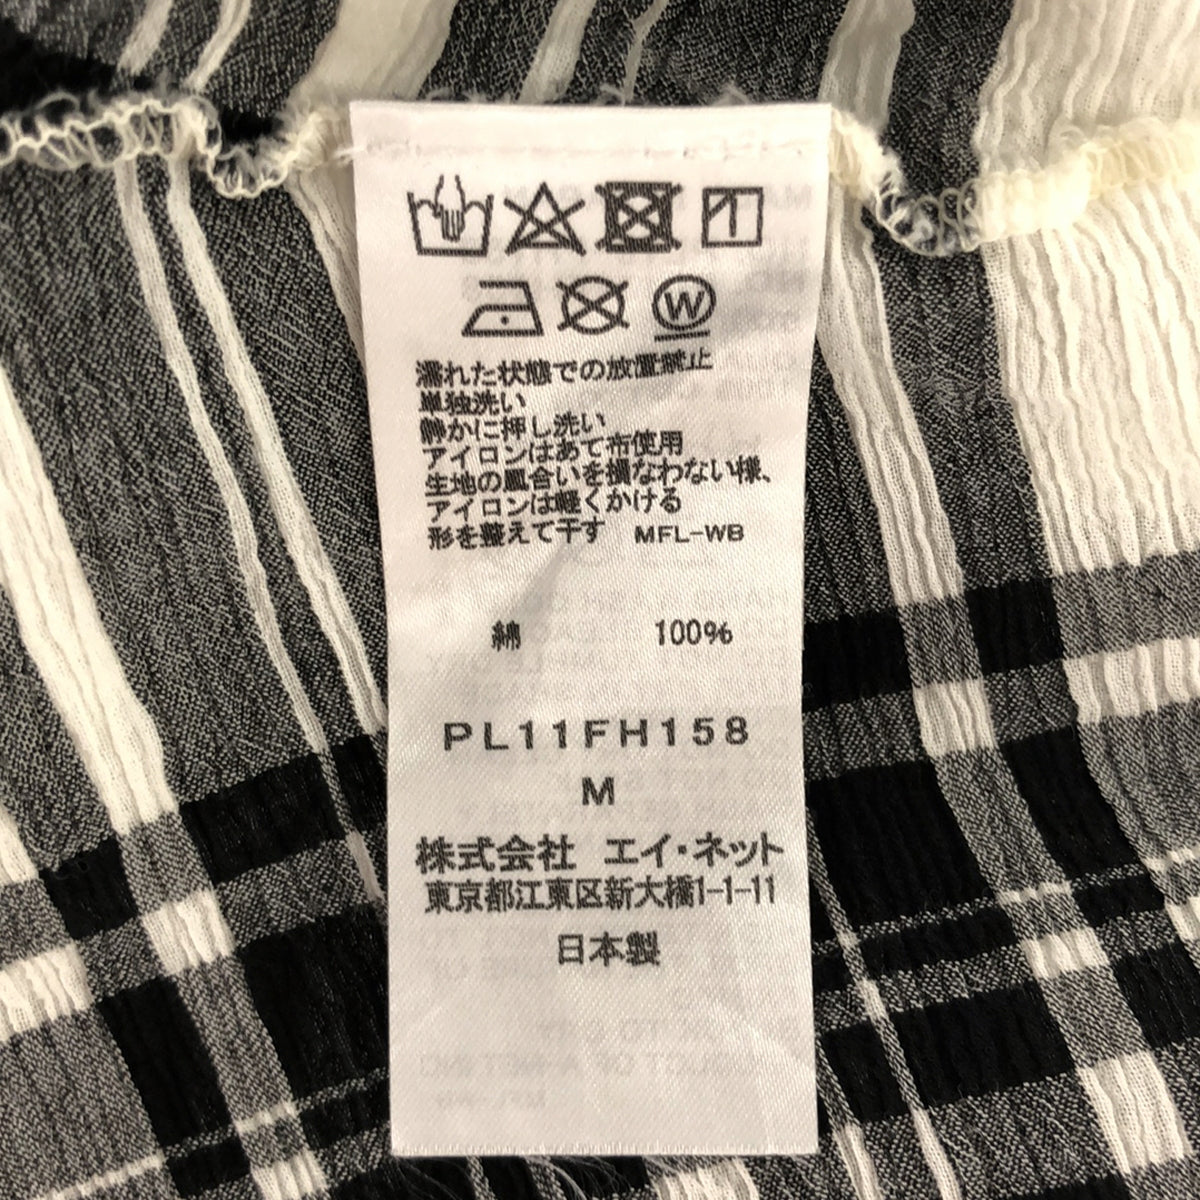 濡れた状態での放置禁止
単独洗い
静かに押し洗い
アイロンはあて布使用
生地の風合いを損なわない様、
アイロンは軽くかける
形を整えて干す MFL-WB
綿 100%
PL11FH158
M
株式会社 エイ・ネット
東京都江東区新大橋1-1-11
日本製